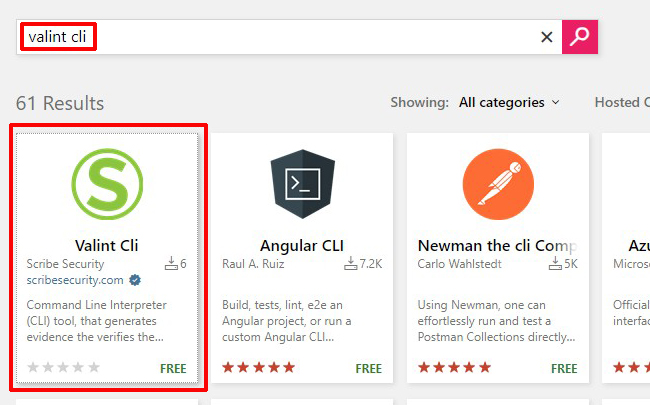 valint cli
61 Results
Showing: All categories
Hosted C
S
Valint Cli
Scribe Security 6
scribesecurity.com
Command Line Interpreter
(CLI) tool, that generates
evidence the verifies the...
FREE
Angular CLI
Raul A. Ruiz 7.2K
Build, tests, lint, e2e an
Angular project, or run a
custom Angular CLI...
FREE
Newman the cli Comp
Carlo Wahlstedt 5K
Using Newman, one can
effortlessly run and test a
Postman Collections directly...
FREE
Azu
Microso
Official
interfac